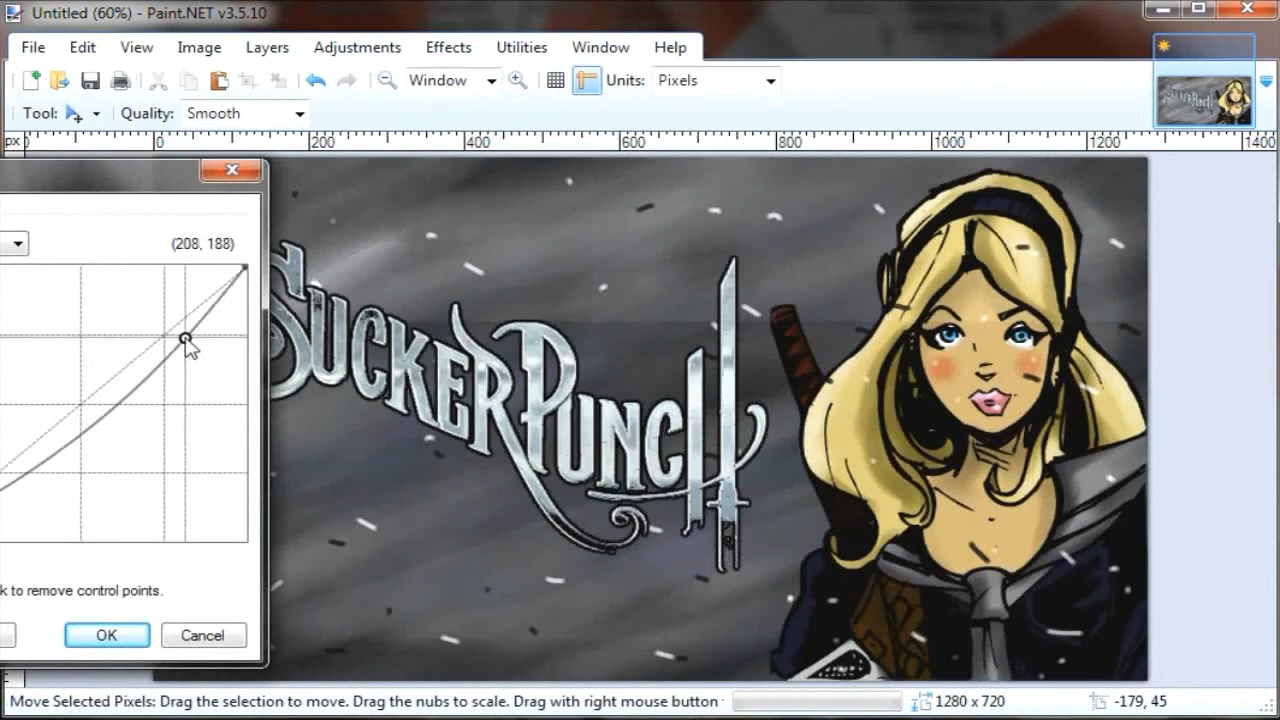 Untitled (60%) - Paint.NET v3.5.10
File Edit View Image Layers Adjustments Effects Utilities Window Help
Window Units: Pixels
Tool: Quality: Smooth
px 0 200 400 600 800 1000 1200 1400
(208, 188)
SUCKERPUNCH
k to remove control points.
OK Cancel
Move Selected Pixels: Drag the selection to move. Drag the nubs to scale. Drag with right mouse button
1280 x 720
-179, 45